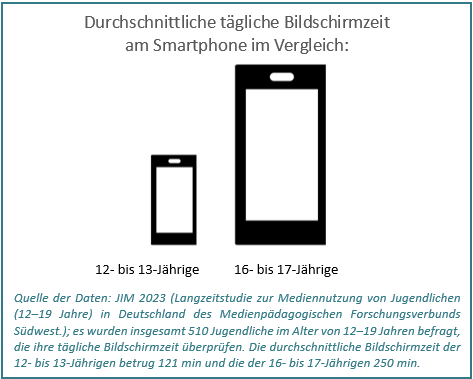 Durchschnittliche tägliche Bildschirmzeit
am Smartphone im Vergleich:
12- bis 13-Jährige
16- bis 17-Jährige
Quelle der Daten: JIM 2023 (Langzeitstudie zur Mediennutzung von Jugendlichen
(12–19 Jahre) in Deutschland des Medienpädagogischen Forschungsverbunds
Südwest.); es wurden insgesamt 510 Jugendliche im Alter von 12–19 Jahren befragt,
die ihre tägliche Bildschirmzeit überprüfen. Die durchschnittliche Bildschirmzeit der
12- bis 13-Jährigen betrug 121 min und die der 16- bis 17-Jährigen 250 min.